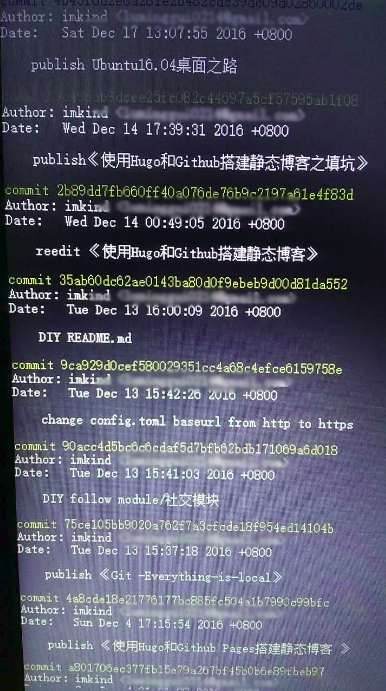 Date:   Sat Dec 17 13:07:55 2016 +0800
publish Ubuntu16.04桌面之路
Author: imkind
Date:   Wed Dec 14 17:39:31 2016 +0800
publish《使用Hugo和Github搭建静态博客之填坑》
commit 2b89dd7fb660ff40a076de76b9c2197a61e4f83d
Author: imkind
Date:   Wed Dec 14 00:49:05 2016 +0800
reedit 《使用Hugo和Github搭建静态博客》
commit 35ab60dc62ae0143ba80d0f9ebeb9d00d81da552
Author: imkind
Date:   Tue Dec 13 16:00:09 2016 +0800
DIY README.md
commit 9ca929d0cef580029351cc4a68c4efce6159758e
Author: imkind
Date:   Tue Dec 13 15:42:26 2016 +0800
change config.toml baseurl from http to https
commit 90acc4d5bc6c6cdaf5d7bfb62bdb171069a6d018
Author: imkind
Date:   Tue Dec 13 15:41:03 2016 +0800
DIY follow module/社交模块
commit 75ce105bb9020a762f7a3cfcde18f954ed14104b
Author: imkind
Date:   Tue Dec 13 15:37:18 2016 +0800
publish 《Git -Everything-is-local》
commit 4a8cde18e21776177bc885fc504a1b7990c99bfc
Author: imkind
Date:   Sun Dec 4 17:15:54 2016 +0800
publish 《使用Hugo和Github Pages搭建静态博客 》
commit a801706ec377fb15e79a267bf45b0b6e89fbeb97
Author: imkind